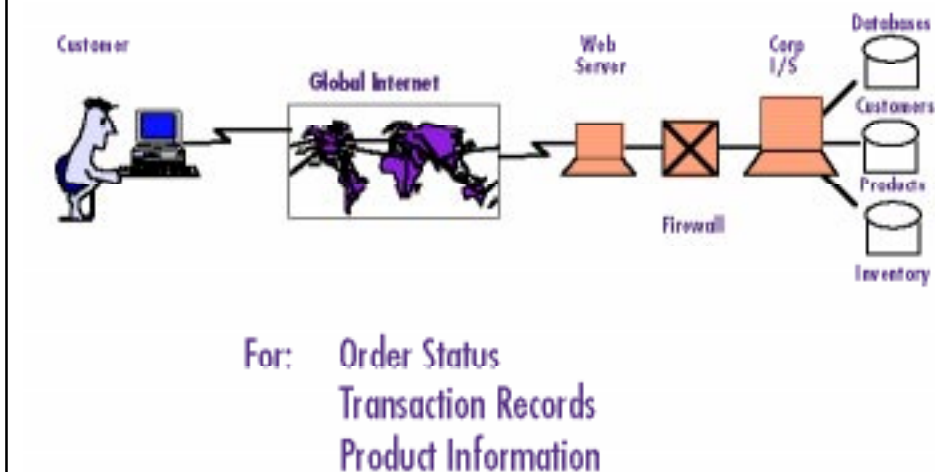 Customer
Global Internet
Web
Server
Corp
I/S
Databases
Customers
Products
Inventory
Firewall
For: Order Status
Transaction Records
Product Information